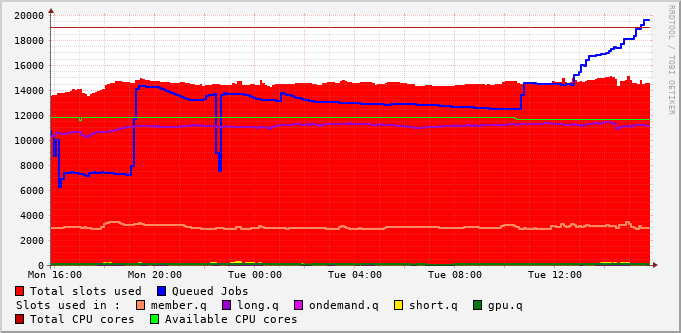 20000
18000
16000
14000
12000
10000
8000
6000
4000
2000
0
Mon 16:00 Mon 20:00 Tue 00:00 Tue 04:00 Tue 08:00 Tue 12:00
Total slots used Queued Jobs
Slots used in : member.q long.q ondemand.q short.q gpu.q
Total CPU cores Available CPU cores
RRDTOOL / TOBI OETIKER